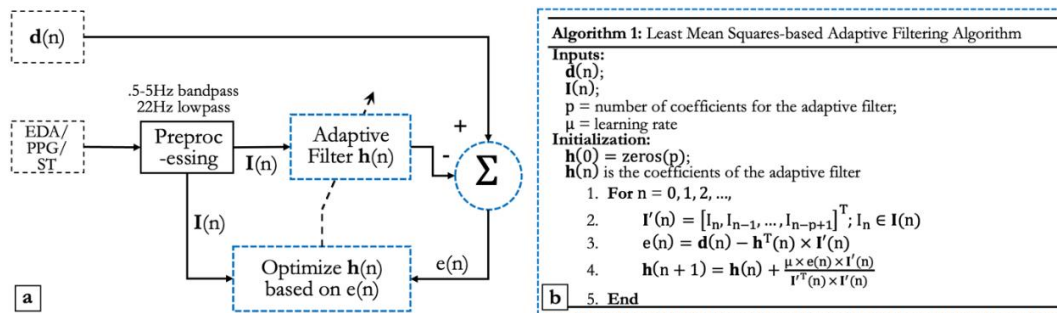 d(n)
.5-5Hz bandpass
22Hz lowpass
EDA/
PPG/
ST
Preproc
-essing
I(n)
Adaptive
Filter h(n)
+
-
Σ
I(n)
Optimize h(n)
based on e(n)
e(n)
a
Algorithm 1: Least Mean Squares-based Adaptive Filtering Algorithm
Inputs:
d(n);
I(n);
p = number of coefficients for the adaptive filter;
μ = learning rate
Initialization:
h(0) = zeros(p);
h(n) is the coefficients of the adaptive filter
1. For n = 0, 1, 2, ...,
2. I′(n) = [Iₙ, Iₙ₋₁, … , Iₙ₋ₚ₊₁]ᵀ; Iₙ ∈ I(n)
3. e(n) = d(n) − hᵀ(n) × I′(n)
4. h(n + 1) = h(n) + μ × e(n) × I′(n) / I′ᵀ(n) × I′(n)
5. End
b